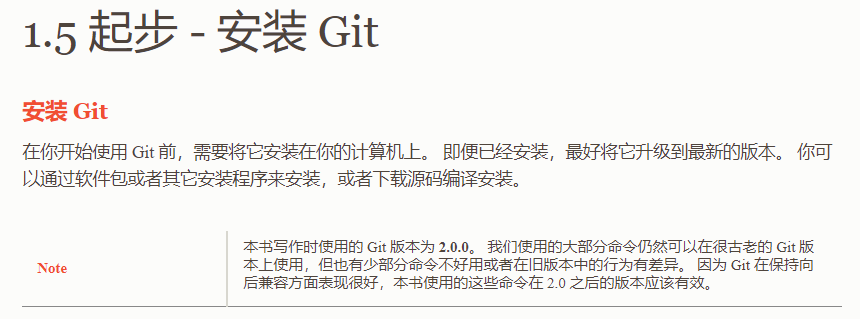 1.5 起步 - 安装 Git
安装 Git
在你开始使用 Git 前，需要将它安装在你的计算机上。 即便已经安装，最好将它升级到最新的版本。 你可
以通过软件包或者其它安装程序来安装，或者下载源码编译安装。
Note
本书写作时使用的 Git 版本为 2.0.0。 我们使用的大部分命令仍然可以在很古老的 Git 版
本上使用，但也有少部分命令不好用或者在旧版本中的行为有差异。 因为 Git 在保持向
后兼容方面表现很好，本书使用的这些命令在 2.0 之后的版本应该有效。